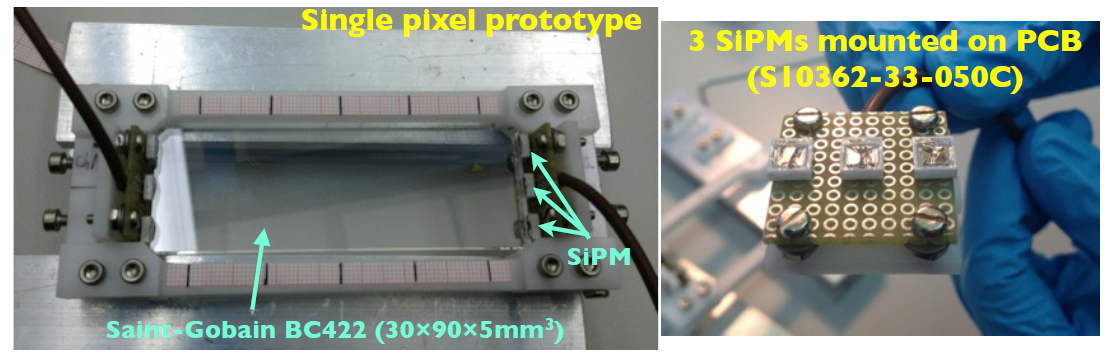 Single pixel prototype
SiPM
Saint-Gobain BC422 (30×90×5mm³)
3 SiPMs mounted on PCB
(S10362-33-050C)